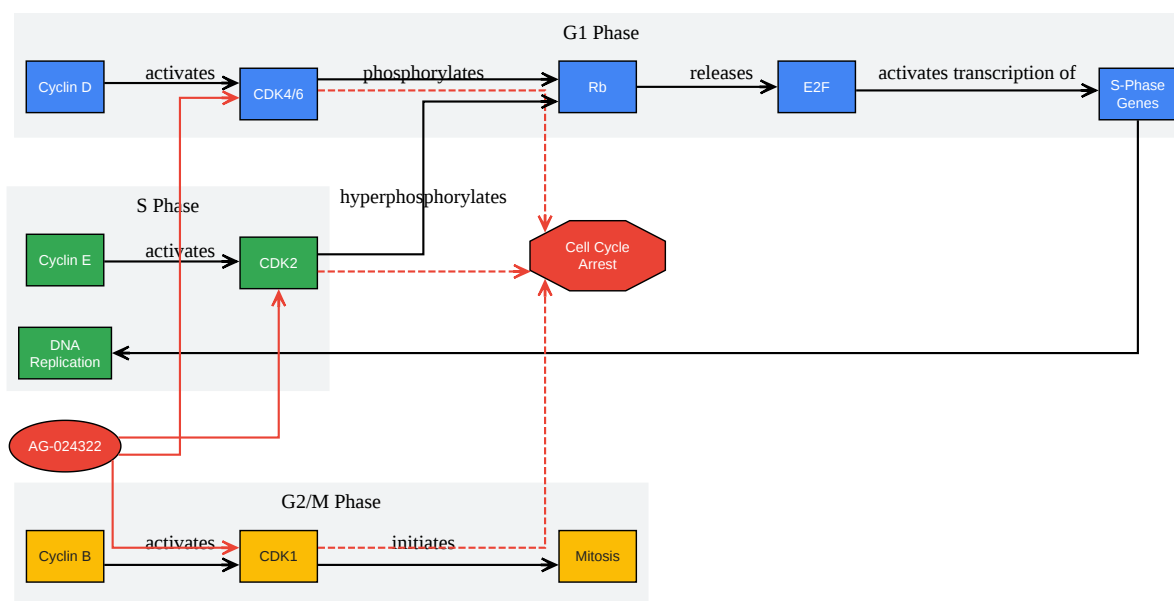 G1 Phase
Cyclin D
activates
CDK4/6
phosphorylates
Rb
releases
E2F
activates transcription of
S-Phase
Genes
S Phase
hyperphosphorylates
Cyclin E
activates
CDK2
Cell Cycle
Arrest
DNA
Replication
AG-024322
G2/M Phase
Cyclin B
activates
CDK1
initiates
Mitosis